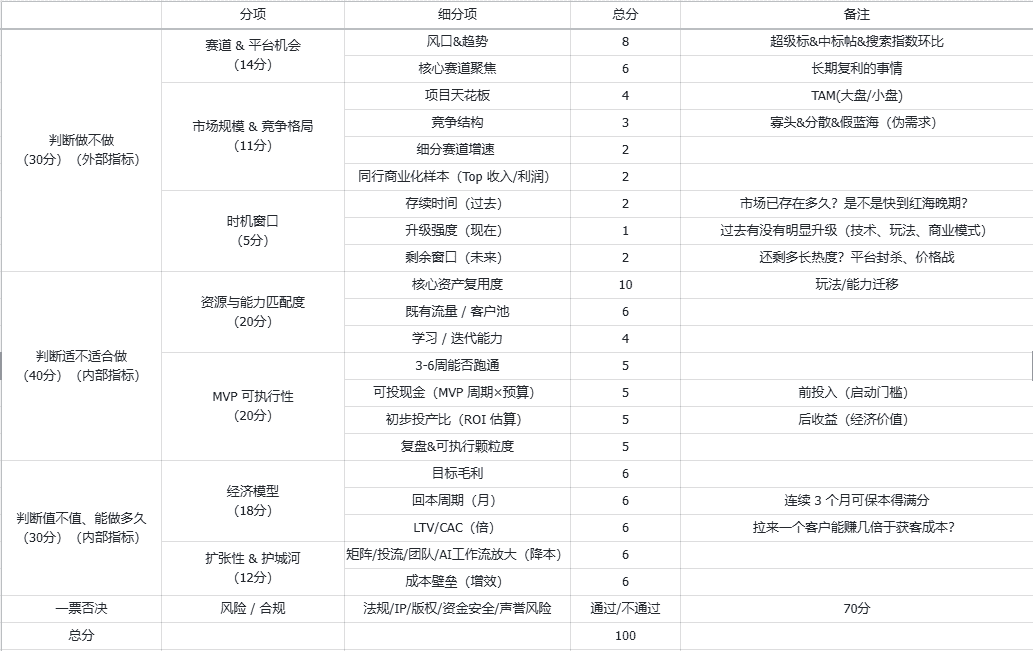 分项 细分项 总分 备注
判断做不做
（30分）（外部指标）
赛道 & 平台机会
（14分）
风口&趋势 8 超级标&中标帖&搜索指数环比
核心赛道聚焦 6 长期复利的事情
市场规模 & 竞争格局
（11分）
项目天花板 4 TAM(大盘/小盘)
竞争结构 3 寡头&分散&假蓝海（伪需求）
细分赛道增速 2
同行商业化样本（Top 收入/利润） 2
时机窗口
（5分）
存续时间（过去） 2 市场已存在多久？是不是快到红海晚期？
升级强度（现在） 1 过去有没有明显升级（技术、玩法、商业模式）
剩余窗口（未来） 2 还剩多长热度？平台封杀、价格战
判断适不适合做
（40分）（内部指标）
资源与能力匹配度
（20分）
核心资产复用度 10 玩法/能力迁移
既有流量 / 客户池 6
学习 / 迭代能力 4
MVP 可执行性
（20分）
3-6周能否跑通 5
可投现金（MVP 周期×预算） 5 前投入（启动门槛）
初步投产比（ROI 估算） 5 后收益（经济价值）
复盘&可执行颗粒度 5
判断值不值、能做多久
（30分）（内部指标）
经济模型
（18分）
目标毛利 6
回本周期（月） 6 连续 3 个月可保本得满分
LTV/CAC（倍） 6 拉来一个客户能赚几倍于获客成本？
扩张性 & 护城河
（12分）
矩阵/投流/团队/AI工作流放大（降本） 6
成本壁垒（增效） 6
一票否决 风险 / 合规 法规/IP/版权/资金安全/声誉风险 通过/不通过 70分
总分 100